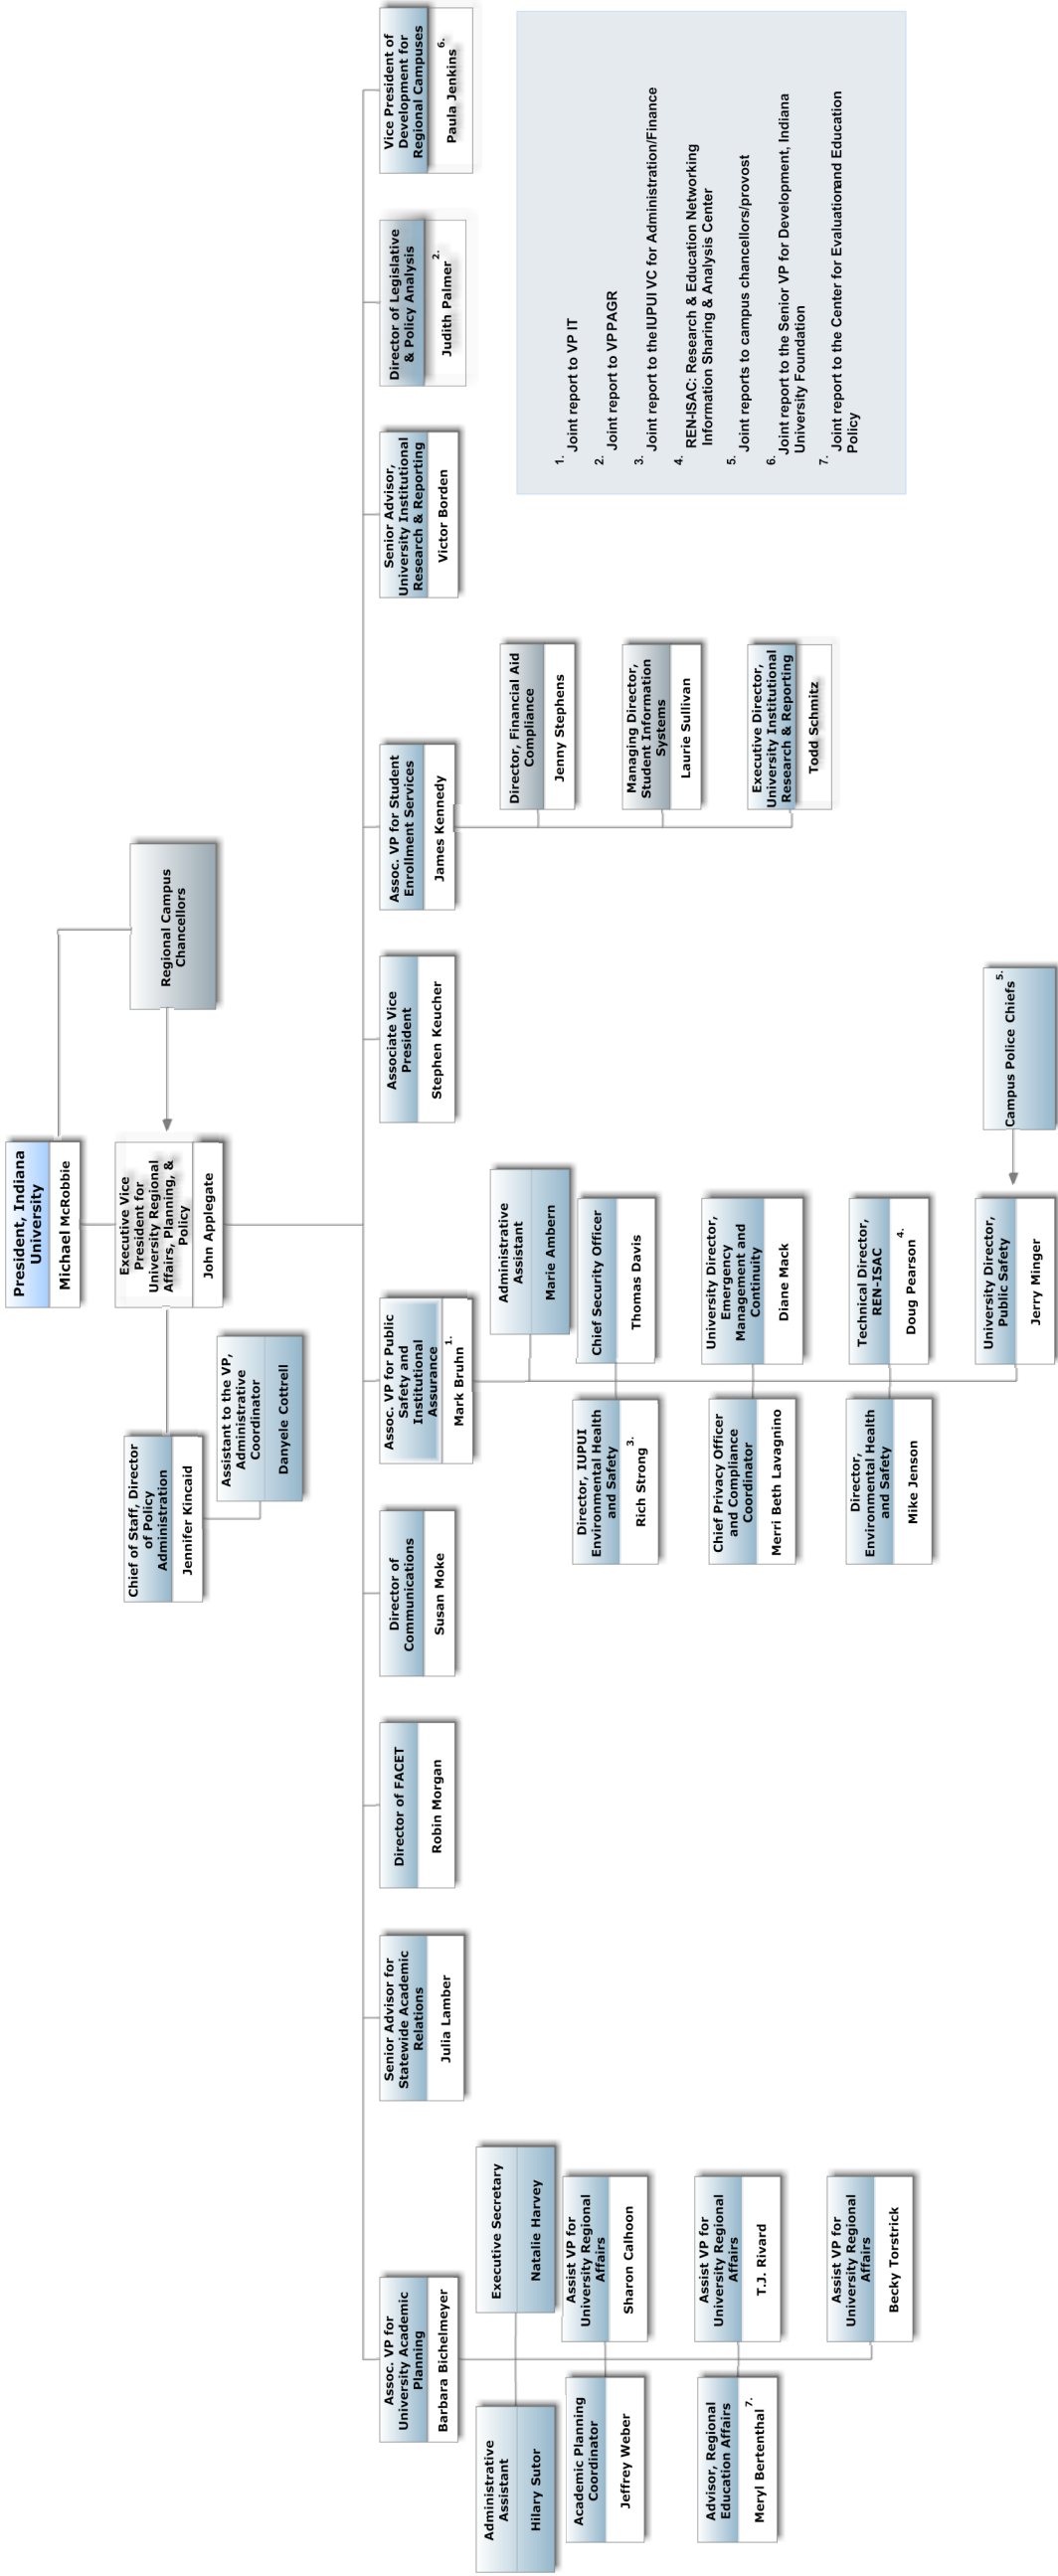 President, Indiana
University
Michael McRobbie
Regional Campus
Chancellors
Executive Vice
President for
University Regional
Affairs, Planning, &
Policy
John Applegate
Chief of Staff, Director
of Policy
Administration
Jennifer Kincaid
Assistant to the VP,
Administrative
Coordinator
Danyele Cottrell
Assoc. VP for
University Academic
Planning
Barbara Bichelmeyer
Senior Advisor for
Statewide Academic
Relations
Julia Lamber
Director of FACET
Robin Morgan
Director of
Communications
Susan Moke
Assoc. VP for Public
Safety and
Institutional
Assurance
1.
Mark Bruhn
Associate Vice
President
Stephen Keucher
Assoc. VP for Student
Enrollment Services
James Kennedy
Senior Advisor,
University Institutional
Research & Reporting
Victor Borden
Director of Legislative
& Policy Analysis
2.
Judith Palmer
Vice President of
Development for
Regional Campuses
6.
Paula Jenkins
Administrative
Assistant
Hilary Sutor
Executive Secretary
Natalie Harvey
Academic Planning
Coordinator
Jeffrey Weber
Assist VP for
University Regional
Affairs
Sharon Calhoon
Advisor, Regional
Education Affairs
7.
Meryl Bertenthal
Assist VP for
University Regional
Affairs
T.J. Rivard
Assist VP for
University Regional
Affairs
Becky Torstrick
Administrative
Assistant
Marie Ambern
Director, IUPUI
Environmental Health
and Safety
3.
Rich Strong
Chief Security Officer
Thomas Davis
Chief Privacy Officer
and Compliance
Coordinator
Merri Beth Lavagnino
University Director,
Emergency
Management and
Continuity
Diane Mack
Director,
Environmental Health
and Safety
Mike Jenson
Technical Director,
REN-ISAC
4.
Doug Pearson
University Director,
Public Safety
Jerry Minger
5.
Campus Police Chiefs
Director, Financial Aid
Compliance
Jenny Stephens
Managing Director,
Student Information
Systems
Laurie Sullivan
Executive Director,
University Institutional
Research & Reporting
Todd Schmitz
1. Joint report to VP IT
2. Joint report to VP PAGR
3. Joint report to the IUPUI VC for Administration/Finance
4. REN-ISAC: Research & Education Networking
Information Sharing & Analysis Center
5. Joint reports to campus chancellors/provost
6. Joint report to the Senior VP for Development, Indiana
University Foundation
7. Joint report to the Center for Evaluationand Education
Policy